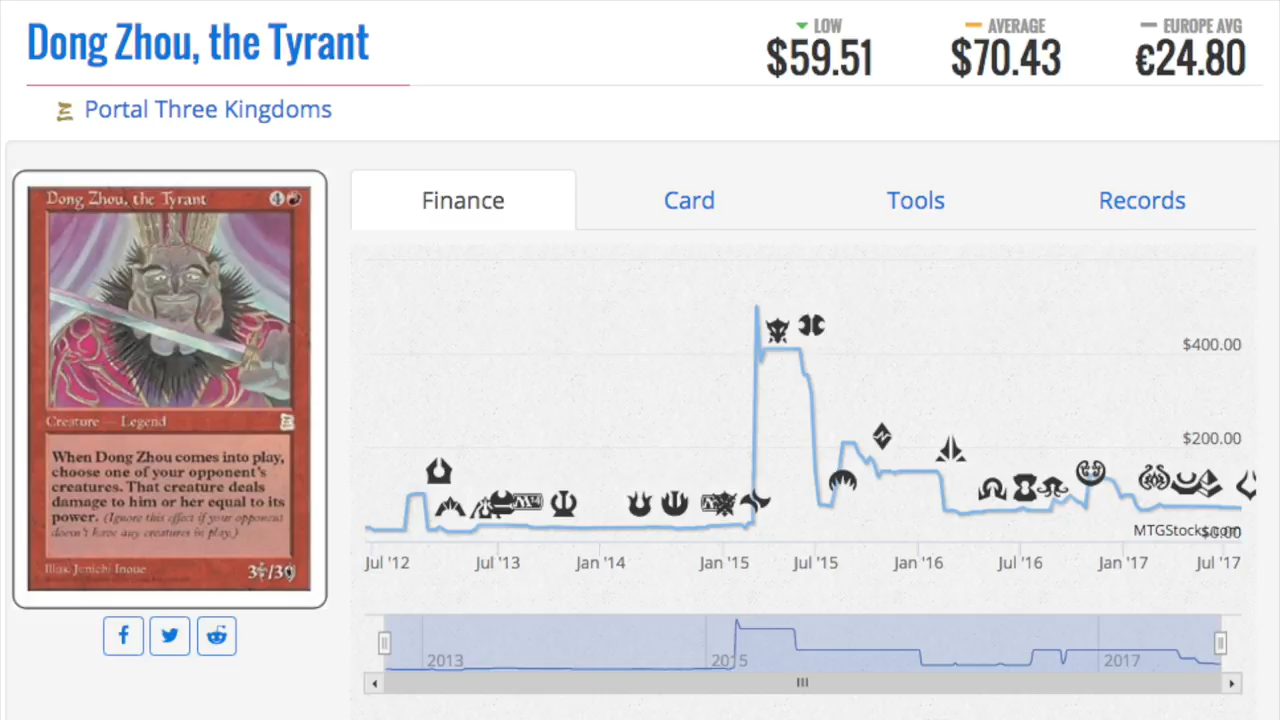 Dong Zhou, the Tyrant
LOW
$59.51
AVERAGE
$70.43
EUROPE AVG
€24.80
Portal Three Kingdoms
Dong Zhou, the Tyrant 4
Creature — Legend
When Dong Zhou comes into play,
choose one of your opponent's
creatures. That creature deals
damage to him or her equal to its
power. (Ignore this effect if your opponent
doesn't have any creatures in play.)
Illus. Junichi Inoue
3/3
Finance
Card
Tools
Records
$400.00
$200.00
$0.00
MTGStocks.com
Jul '12
Jul '13
Jan '14
Jan '15
Jul '15
Jan '16
Jul '16
Jan '17
Jul '17
2013
2015
2017